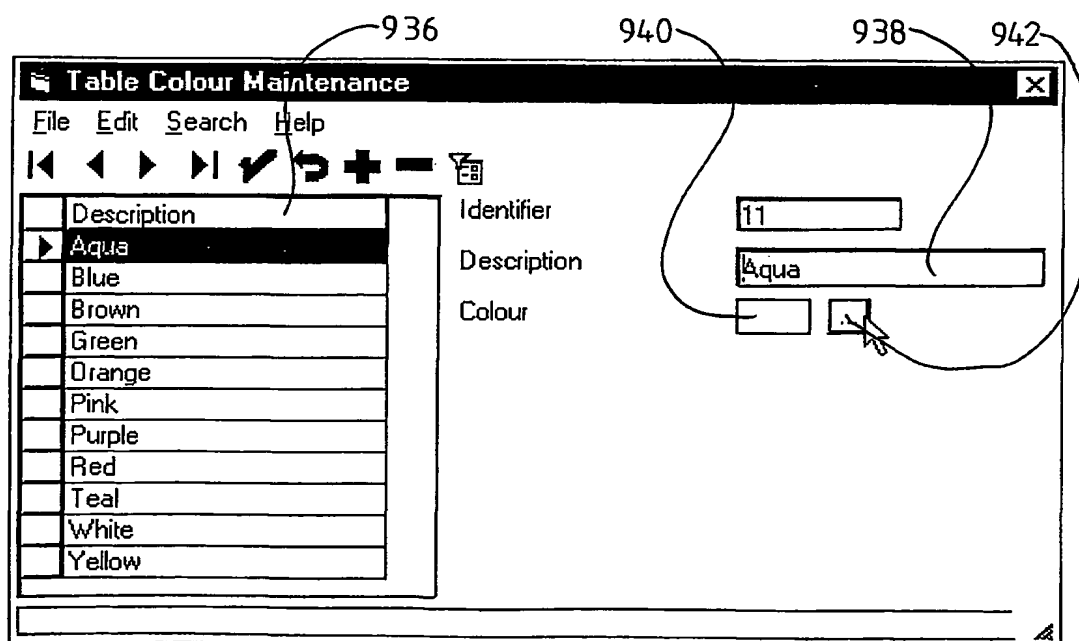 936 940 938 942
Table Colour Maintenance
File Edit Search Help
Description
Aqua
Blue
Brown
Green
Orange
Pink
Purple
Red
Teal
White
Yellow
Identifier 11
Description Aqua
Colour ...